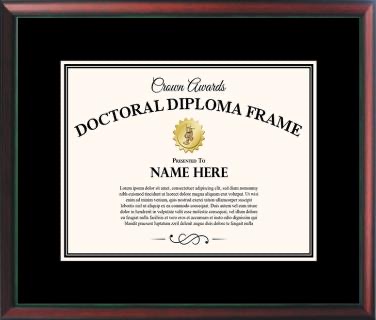 Crown Awards
DOCTORAL DIPLOMA FRAME
PRESENTED TO
NAME HERE
Lorem ipsum dolor sit amet, consectetuer adipiscing elit, sed diam nonummy
nibh euismod tincidunt ut laoreet dolore magna aliquam erat volutpat. Ut wisi
enim ad minim veniam, quis nostrud exerci tation ullamcorper suscipit
lobortis nisl ut aliquip ex ea commodo consequat. Duis autem vel eum iriure
dolor in hendrerit in vulputate velit esse molestie consequat, vel illum dolore
eu feugiat nulla facilisis at vero eros et accumsan et iusto odio dignissim qui
blandit praesent luptatum zzril delenit augue duis dolore te feugait nulla